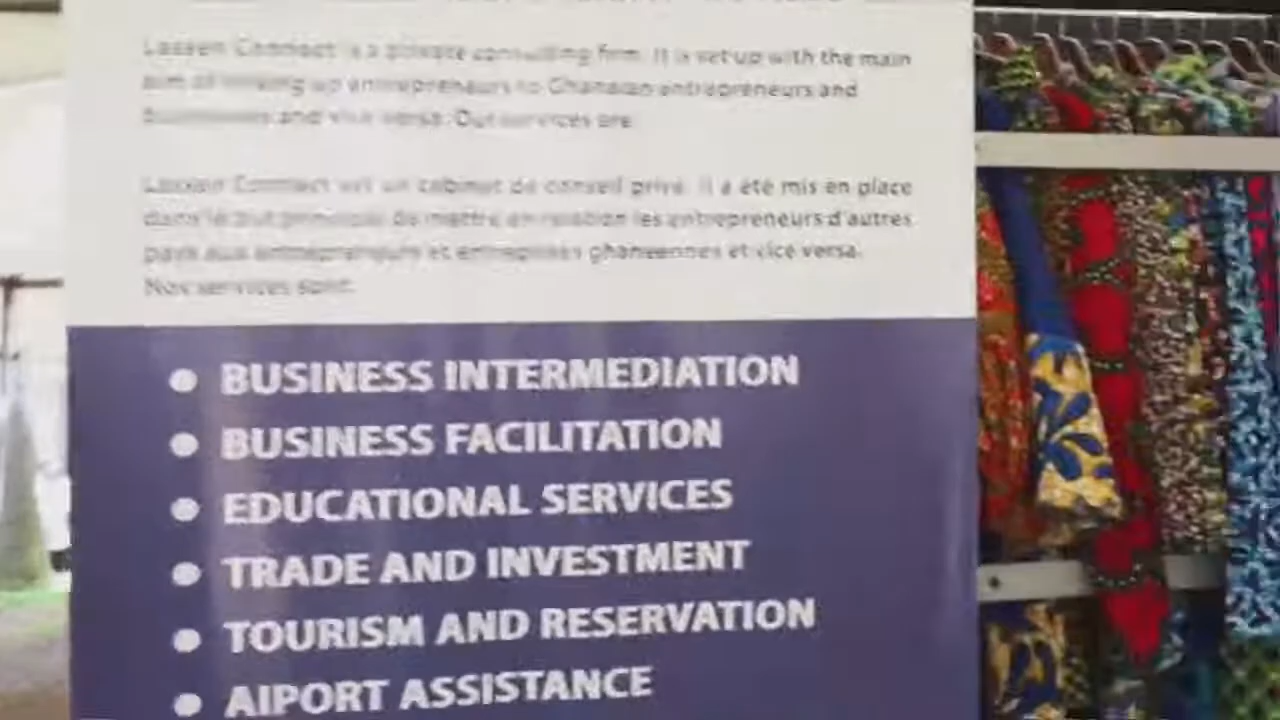 Lassen Connect is a private consulting firm. It is set up with the main
aim of linking up entrepreneurs to Ghanaian entrepreneurs and
businesses and vice versa. Our services are:
Lassen Connect est un cabinet de conseil privé. Il a été mis en place
dans le but principal de mettre en relation les entrepreneurs d'autres
pays aux entrepreneurs et entreprises ghanéennes et vice versa.
Nos services sont:
• BUSINESS INTERMEDIATION
• BUSINESS FACILITATION
• EDUCATIONAL SERVICES
• TRADE AND INVESTMENT
• TOURISM AND RESERVATION
• AIPORT ASSISTANCE